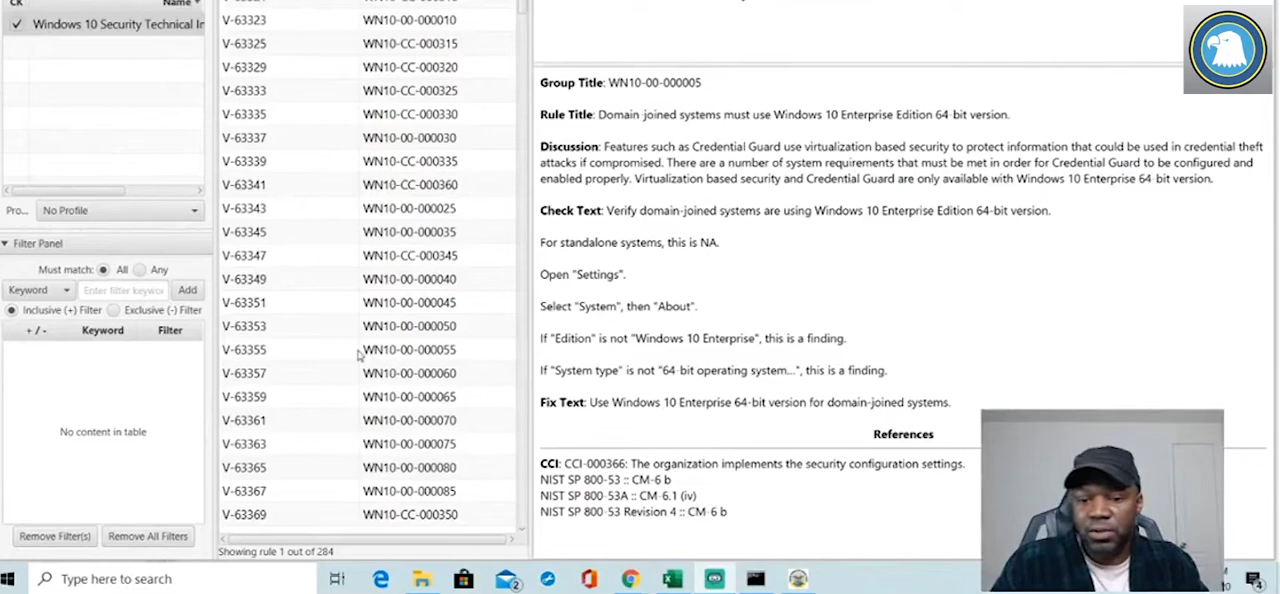 CK Name
Windows 10 Security Technical In
Pro... No Profile
Filter Panel
Must match: All Any
Keyword Enter filter keywor Add
Inclusive (+) Filter Exclusive (-) Filter
+ / - Keyword Filter
No content in table
Remove Filter(s) Remove All Filters
V-63323 WN10-00-000010
V-63325 WN10-CC-000315
V-63329 WN10-CC-000320
V-63333 WN10-CC-000325
V-63335 WN10-CC-000330
V-63337 WN10-00-000030
V-63339 WN10-CC-000335
V-63341 WN10-CC-000360
V-63343 WN10-00-000025
V-63345 WN10-00-000035
V-63347 WN10-CC-000345
V-63349 WN10-00-000040
V-63351 WN10-00-000045
V-63353 WN10-00-000050
V-63355 WN10-00-000055
V-63357 WN10-00-000060
V-63359 WN10-00-000065
V-63361 WN10-00-000070
V-63363 WN10-00-000075
V-63365 WN10-00-000080
V-63367 WN10-00-000085
V-63369 WN10-CC-000350
Showing rule 1 out of 284
Group Title: WN10-00-000005
Rule Title: Domain-joined systems must use Windows 10 Enterprise Edition 64-bit version.
Discussion: Features such as Credential Guard use virtualization based security to protect information that could be used in credential theft
attacks if compromised. There are a number of system requirements that must be met in order for Credential Guard to be configured and
enabled properly. Virtualization based security and Credential Guard are only available with Windows 10 Enterprise 64-bit version.
Check Text: Verify domain-joined systems are using Windows 10 Enterprise Edition 64-bit version.
For standalone systems, this is NA.
Open "Settings".
Select "System", then "About".
If "Edition" is not "Windows 10 Enterprise", this is a finding.
If "System type" is not "64-bit operating system...", this is a finding.
Fix Text: Use Windows 10 Enterprise 64-bit version for domain-joined systems.
References
CCI: CCI-000366: The organization implements the security configuration settings.
NIST SP 800-53 :: CM-6 b
NIST SP 800-53A :: CM-6.1 (iv)
NIST SP 800-53 Revision 4 :: CM-6 b
Type here to search
2
4